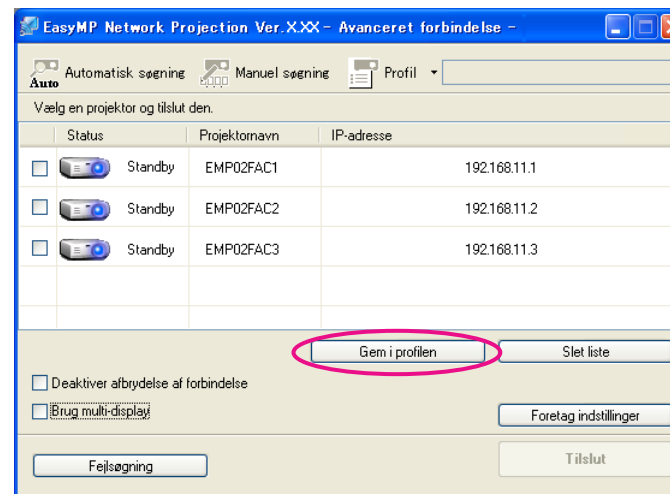 EasyMP Network Projection Ver.X.XX - Avanceret forbindelse -
Auto Automatisk søgning Manuel søgning Profil
Vælg en projektor og tilslut den.
Status Projektornavn IP-adresse
Standby EMP02FAC1 192.168.11.1
Standby EMP02FAC2 192.168.11.2
Standby EMP02FAC3 192.168.11.3
Gem i profilen Slet liste
Deaktiver afbrydelse af forbindelse
Brug multi-display
Foretag indstillinger
Fejlsøgning Tilslut